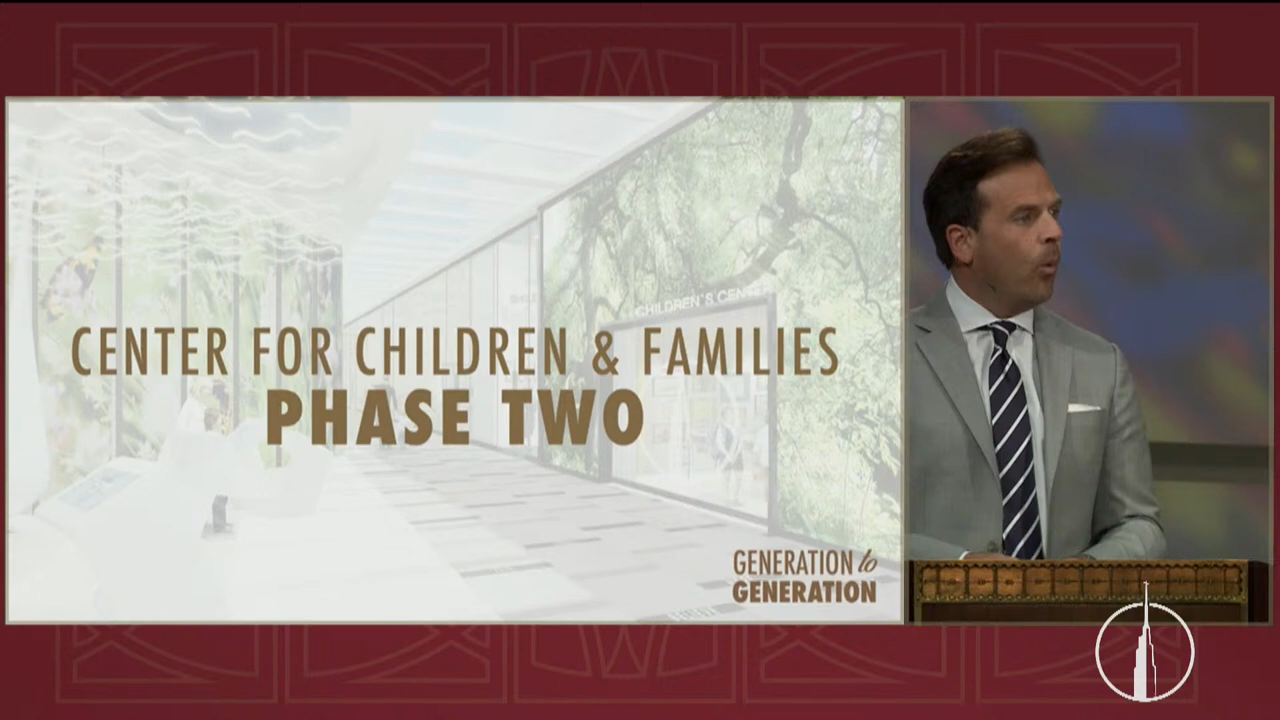 CHILDREN'S CENTER
CENTER FOR CHILDREN & FAMILIES
PHASE TWO
GENERATION to
GENERATION